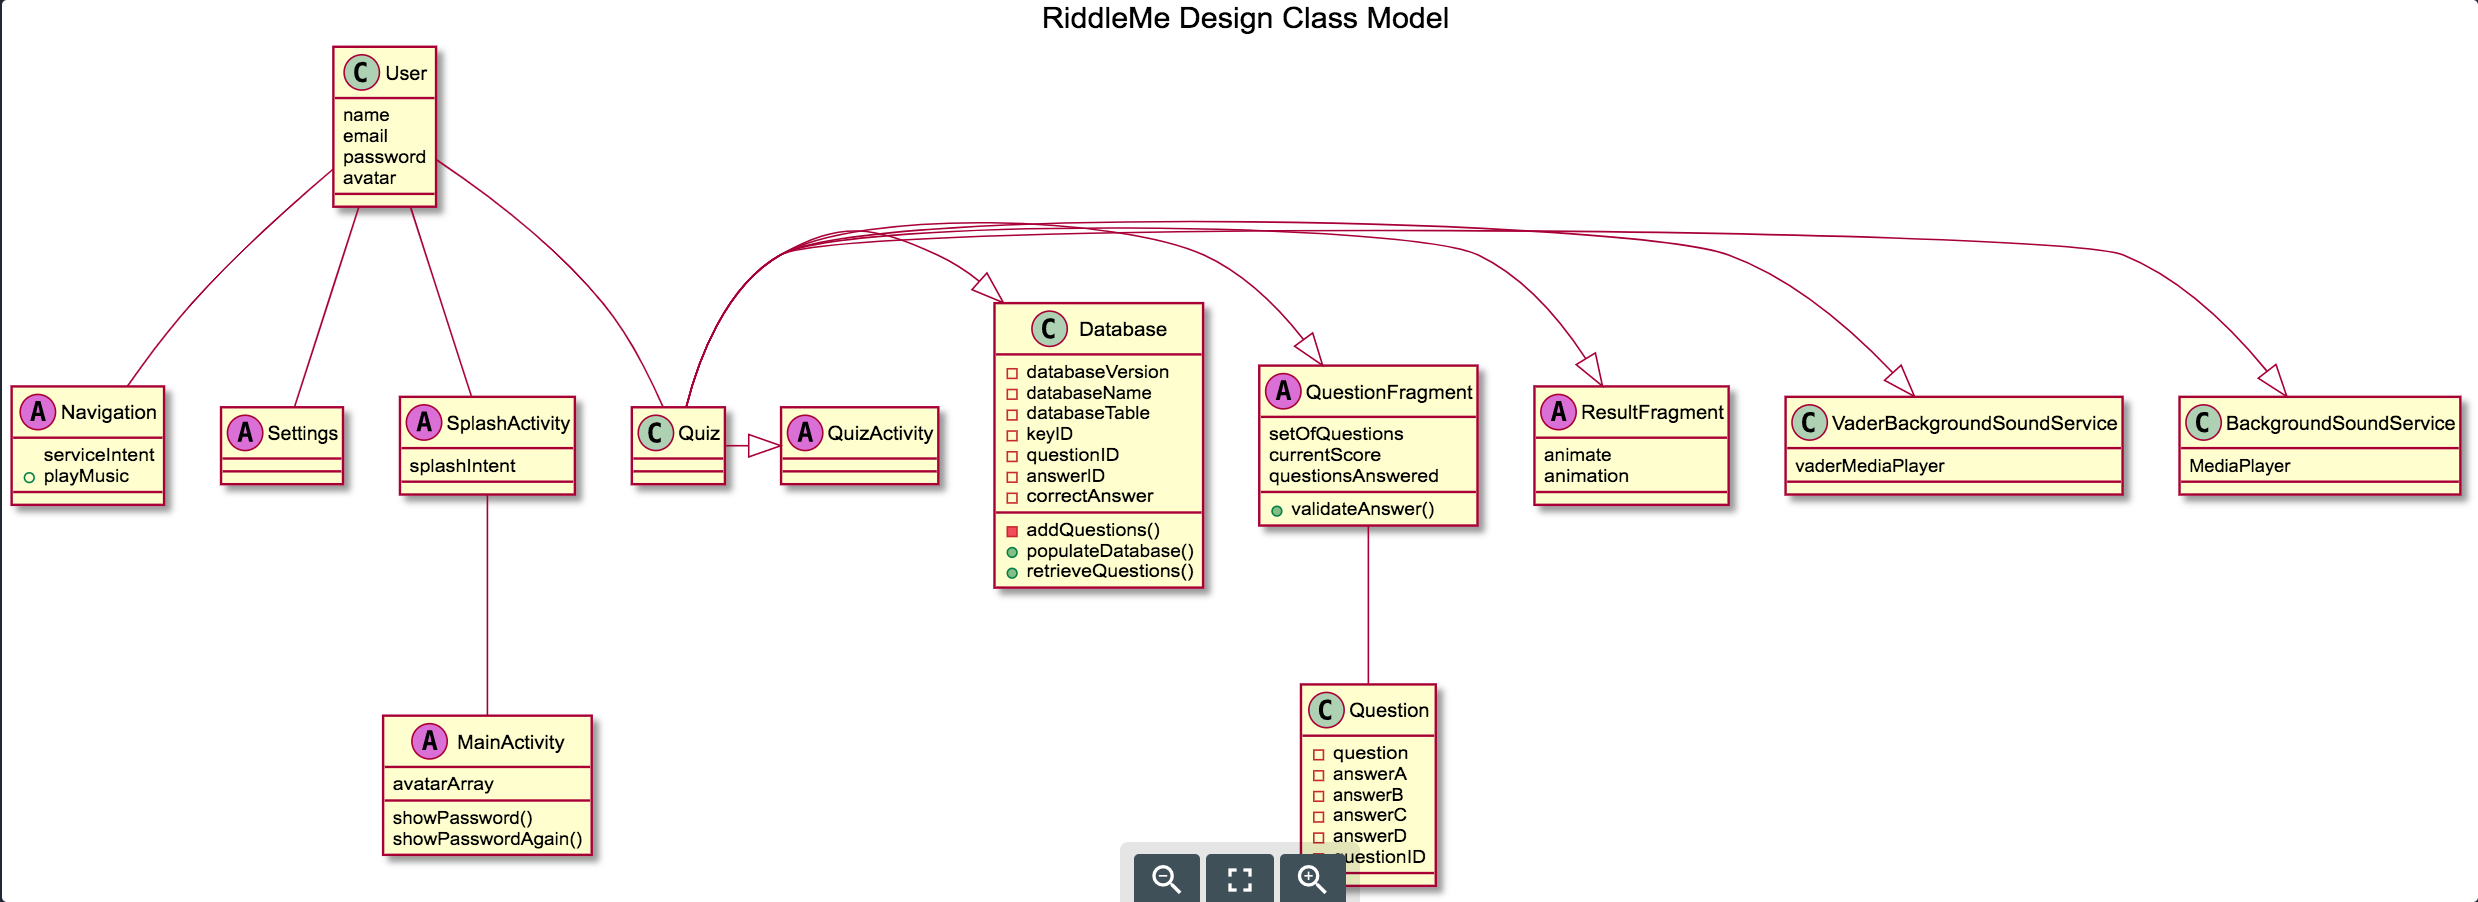 RiddleMe Design Class Model
C User
name
email
password
avatar
A Navigation
serviceIntent
playMusic
A Settings
A SplashActivity
splashIntent
C Quiz
A QuizActivity
C Database
databaseVersion
databaseName
databaseTable
keyID
questionID
answerID
correctAnswer
addQuestions()
populateDatabase()
retrieveQuestions()
A QuestionFragment
setOfQuestions
currentScore
questionsAnswered
validateAnswer()
A ResultFragment
animate
animation
C VaderBackgroundSoundService
vaderMediaPlayer
C BackgroundSoundService
MediaPlayer
A MainActivity
avatarArray
showPassword()
showPasswordAgain()
C Question
question
answerA
answerB
answerC
answerD
questionID